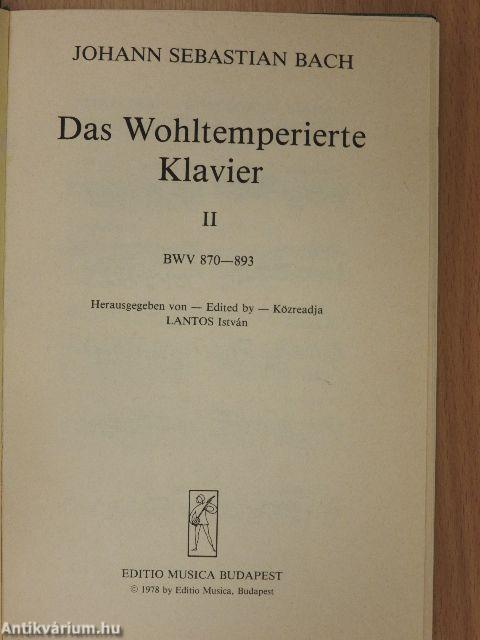 JOHANN SEBASTIAN BACH
Das Wohltemperierte
Klavier
II
BWV 870—893
Herausgegeben von — Edited by — Közreadja
LANTOS István
EDITIO MUSICA BUDAPEST
© 1978 by Editio Musica, Budapest
Antikvárium.hu